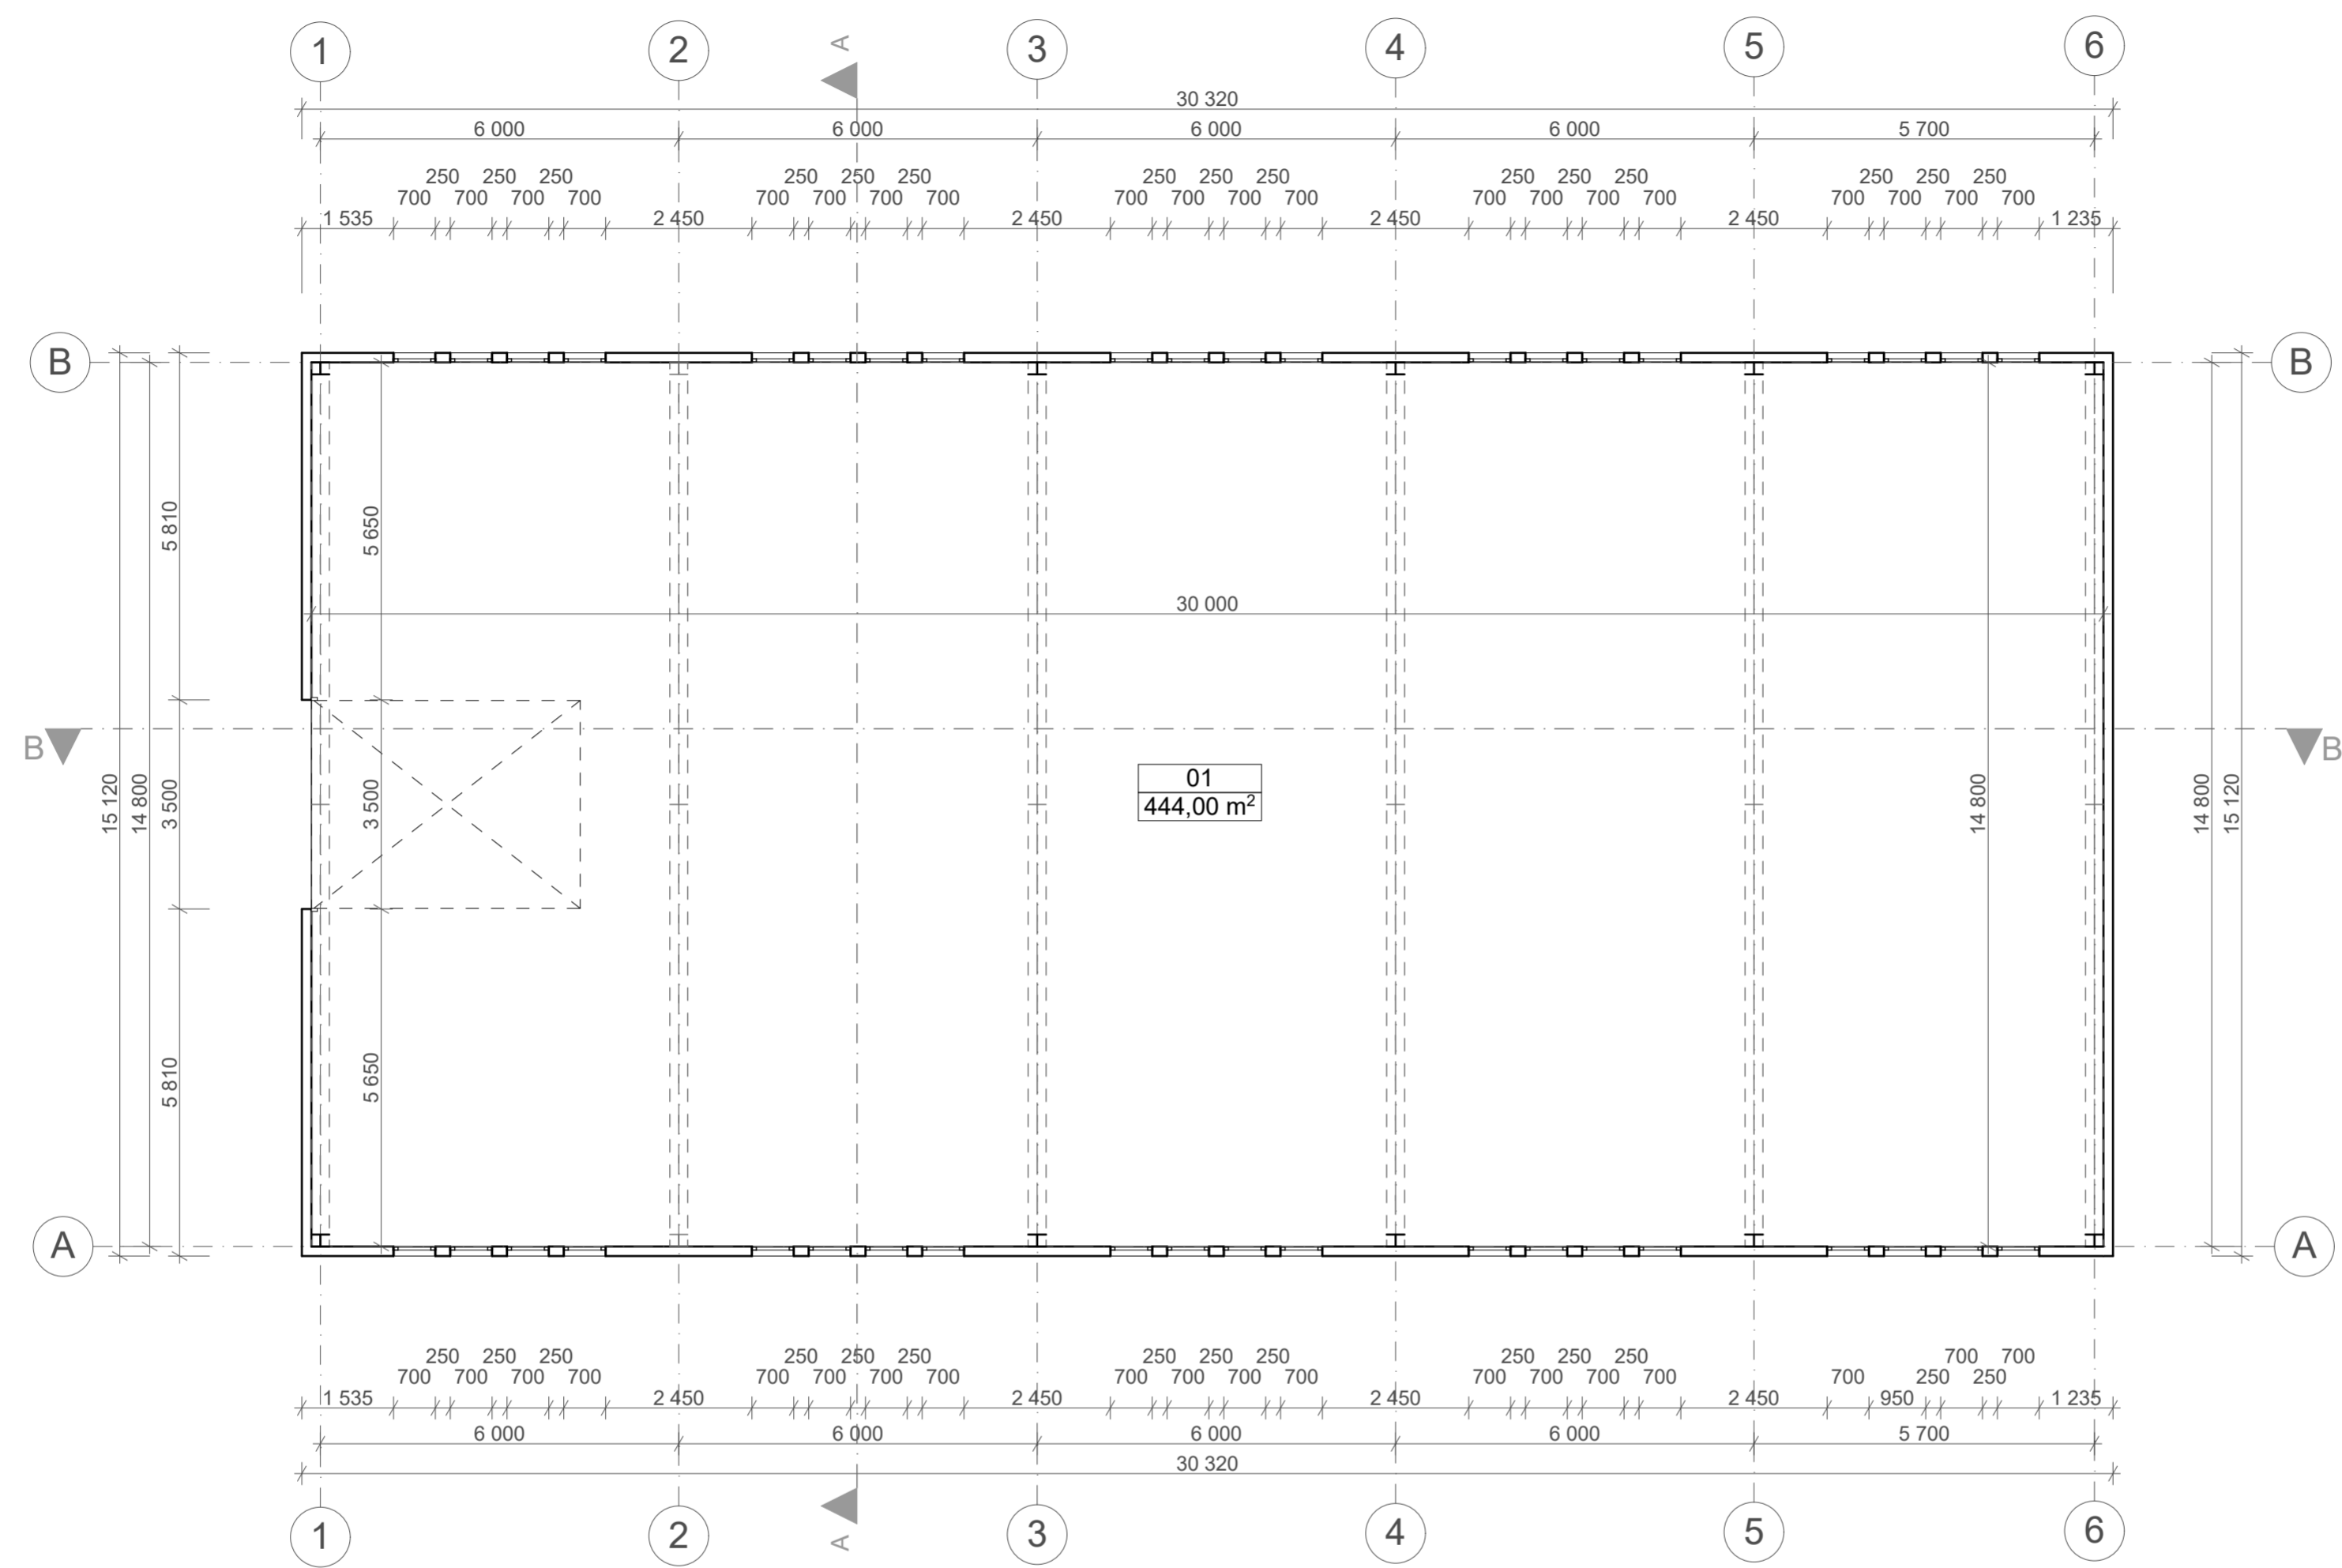 1 2 A 3 4 5 6
30 320
6 000 6 000 6 000 6 000 5 700
250 250 250 250 250 250 250 250 250 250 250 250 250 250 250
700 700 700 700 700 700 700 700 700 700 700 700 700 700 700 700 700 700 700 700
1 535 2 450 2 450 2 450 2 450 1 235
B B
5 810 5 650
30 000
B B
15 120 14 800 3 500 3 500 14 800 14 800 15 120
01
444,00 m²
5 810 5 650
A A
250 250 250 250 250 250 250 250 250 250 250 250 700 700
700 700 700 700 700 700 700 700 700 700 700 700 700 700 700 700 700 250 250
1 535 2 450 2 450 2 450 2 450 950 1 235
6 000 6 000 6 000 6 000 5 700
30 320
1 2 A 3 4 5 6